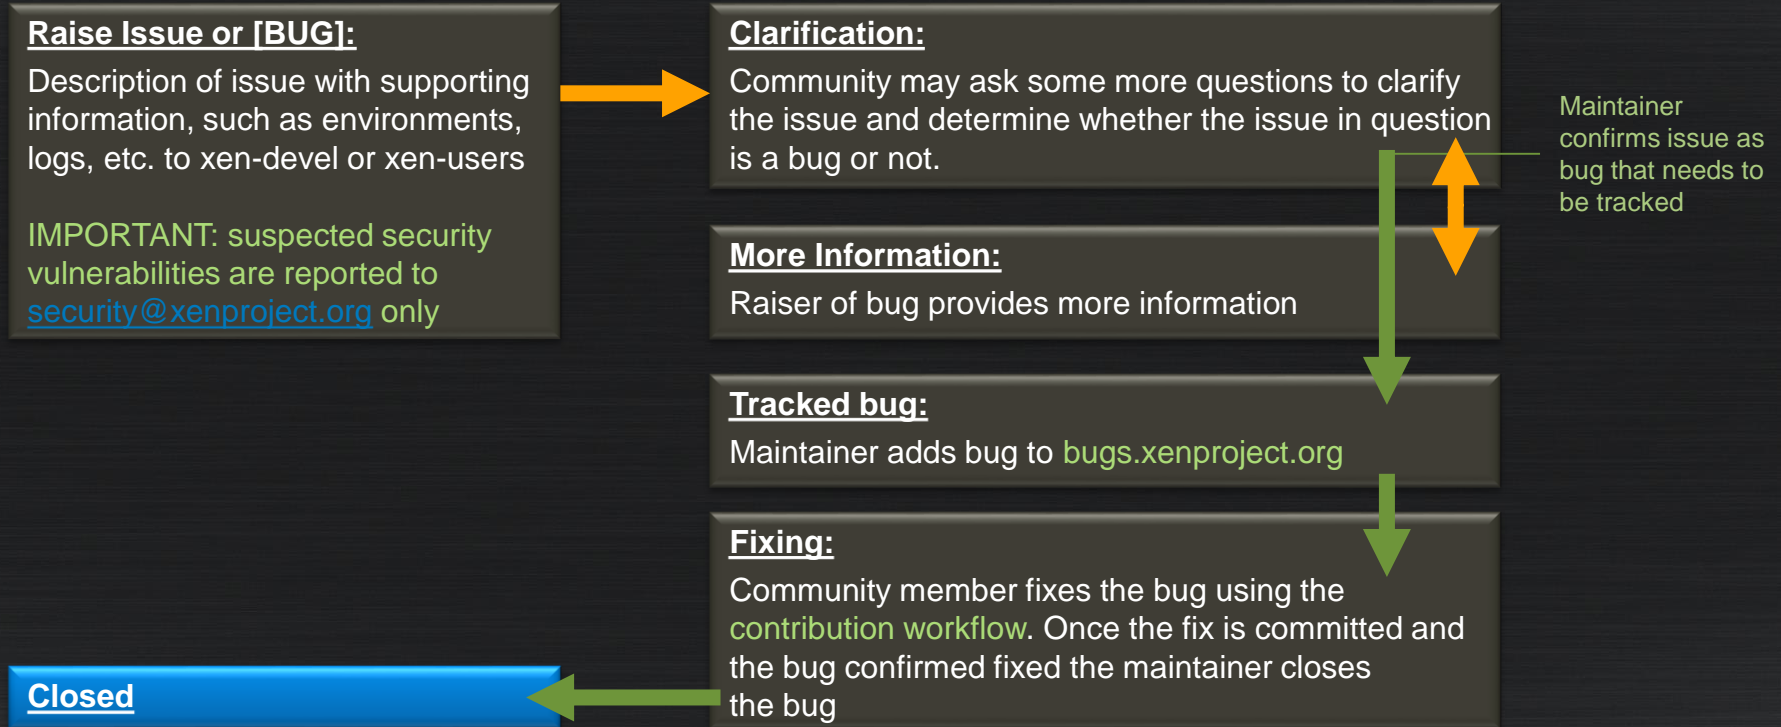 Raise Issue or [BUG]:
Description of issue with supporting
information, such as environments,
logs, etc. to xen-devel or xen-users
IMPORTANT: suspected security
vulnerabilities are reported to
security@xenproject.org only
Clarification:
Community may ask some more questions to clarify
the issue and determine whether the issue in question
is a bug or not.
Maintainer
confirms issue as
bug that needs to
be tracked
More Information:
Raiser of bug provides more information
Tracked bug:
Maintainer adds bug to bugs.xenproject.org
Fixing:
Community member fixes the bug using the
contribution workflow. Once the fix is committed and
the bug confirmed fixed the maintainer closes
the bug
Closed